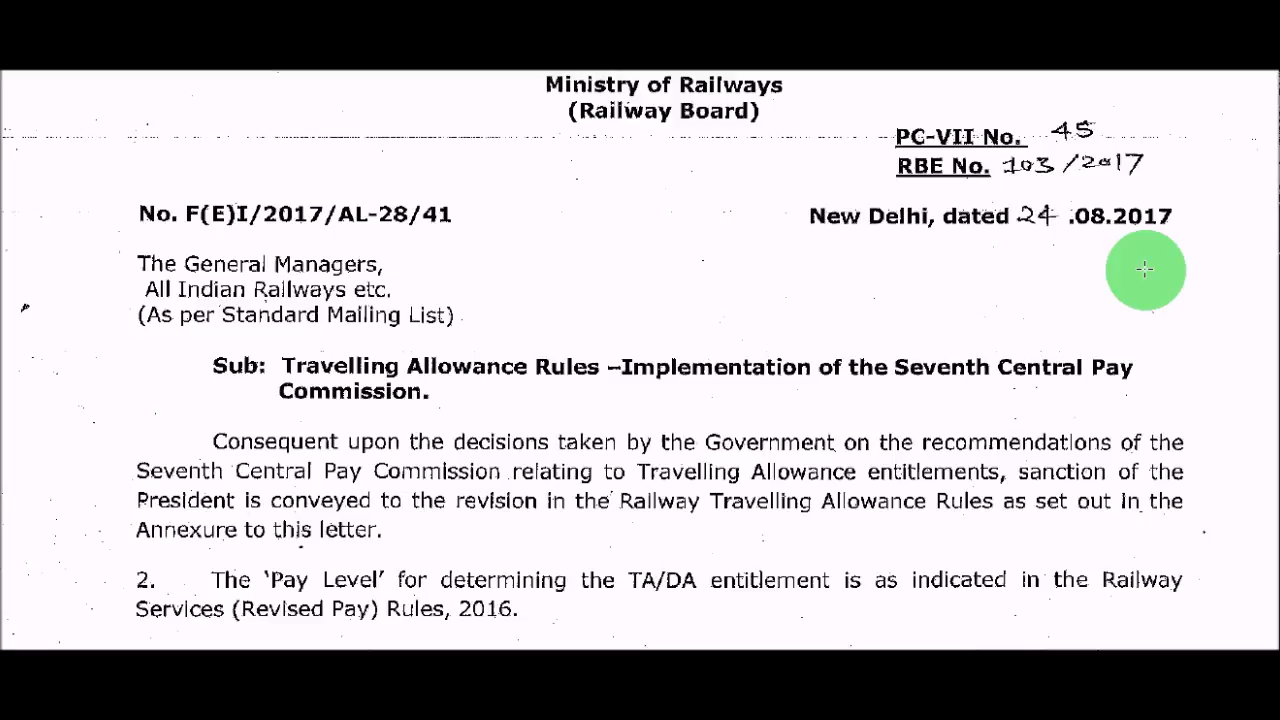 Ministry of Railways
(Railway Board)
PC-VII No. 45
RBE No. 103/2017
No. F(E)I/2017/AL-28/41
New Delhi, dated 24 .08.2017
The General Managers,
All Indian Railways etc.
(As per Standard Mailing List)
Sub: Travelling Allowance Rules –Implementation of the Seventh Central Pay
Commission.
Consequent upon the decisions taken by the Government on the recommendations of the
Seventh Central Pay Commission relating to Travelling Allowance entitlements, sanction of the
President is conveyed to the revision in the Railway Travelling Allowance Rules as set out in the
Annexure to this letter.
2. The 'Pay Level' for determining the TA/DA entitlement is as indicated in the Railway
Services (Revised Pay) Rules, 2016.